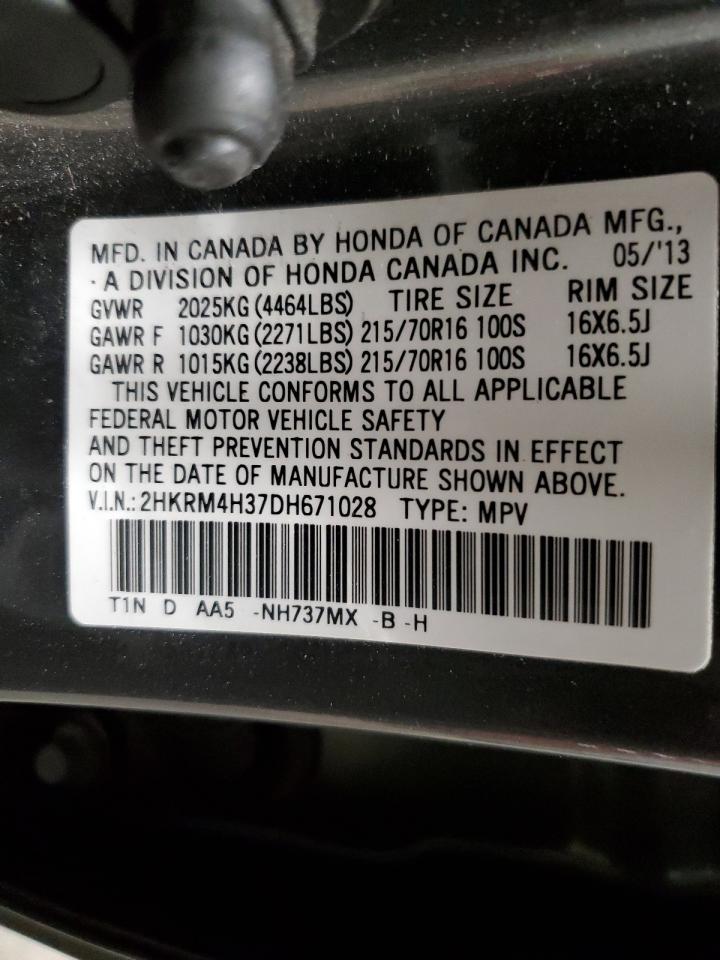 MFD. IN CANADA BY HONDA OF CANADA MFG.,
· A DIVISION OF HONDA CANADA INC. 05/'13
GVWR 2025KG (4464LBS) TIRE SIZE RIM SIZE
GAWR F 1030KG (2271LBS) 215/70R16 100S 16X6.5J
GAWR R 1015KG (2238LBS) 215/70R16 100S 16X6.5J
THIS VEHICLE CONFORMS TO ALL APPLICABLE
FEDERAL MOTOR VEHICLE SAFETY
AND THEFT PREVENTION STANDARDS IN EFFECT
ON THE DATE OF MANUFACTURE SHOWN ABOVE.
V.I.N.: 2HKRM4H37DH671028 TYPE: MPV
T1N D AA5 -NH737MX -B -H